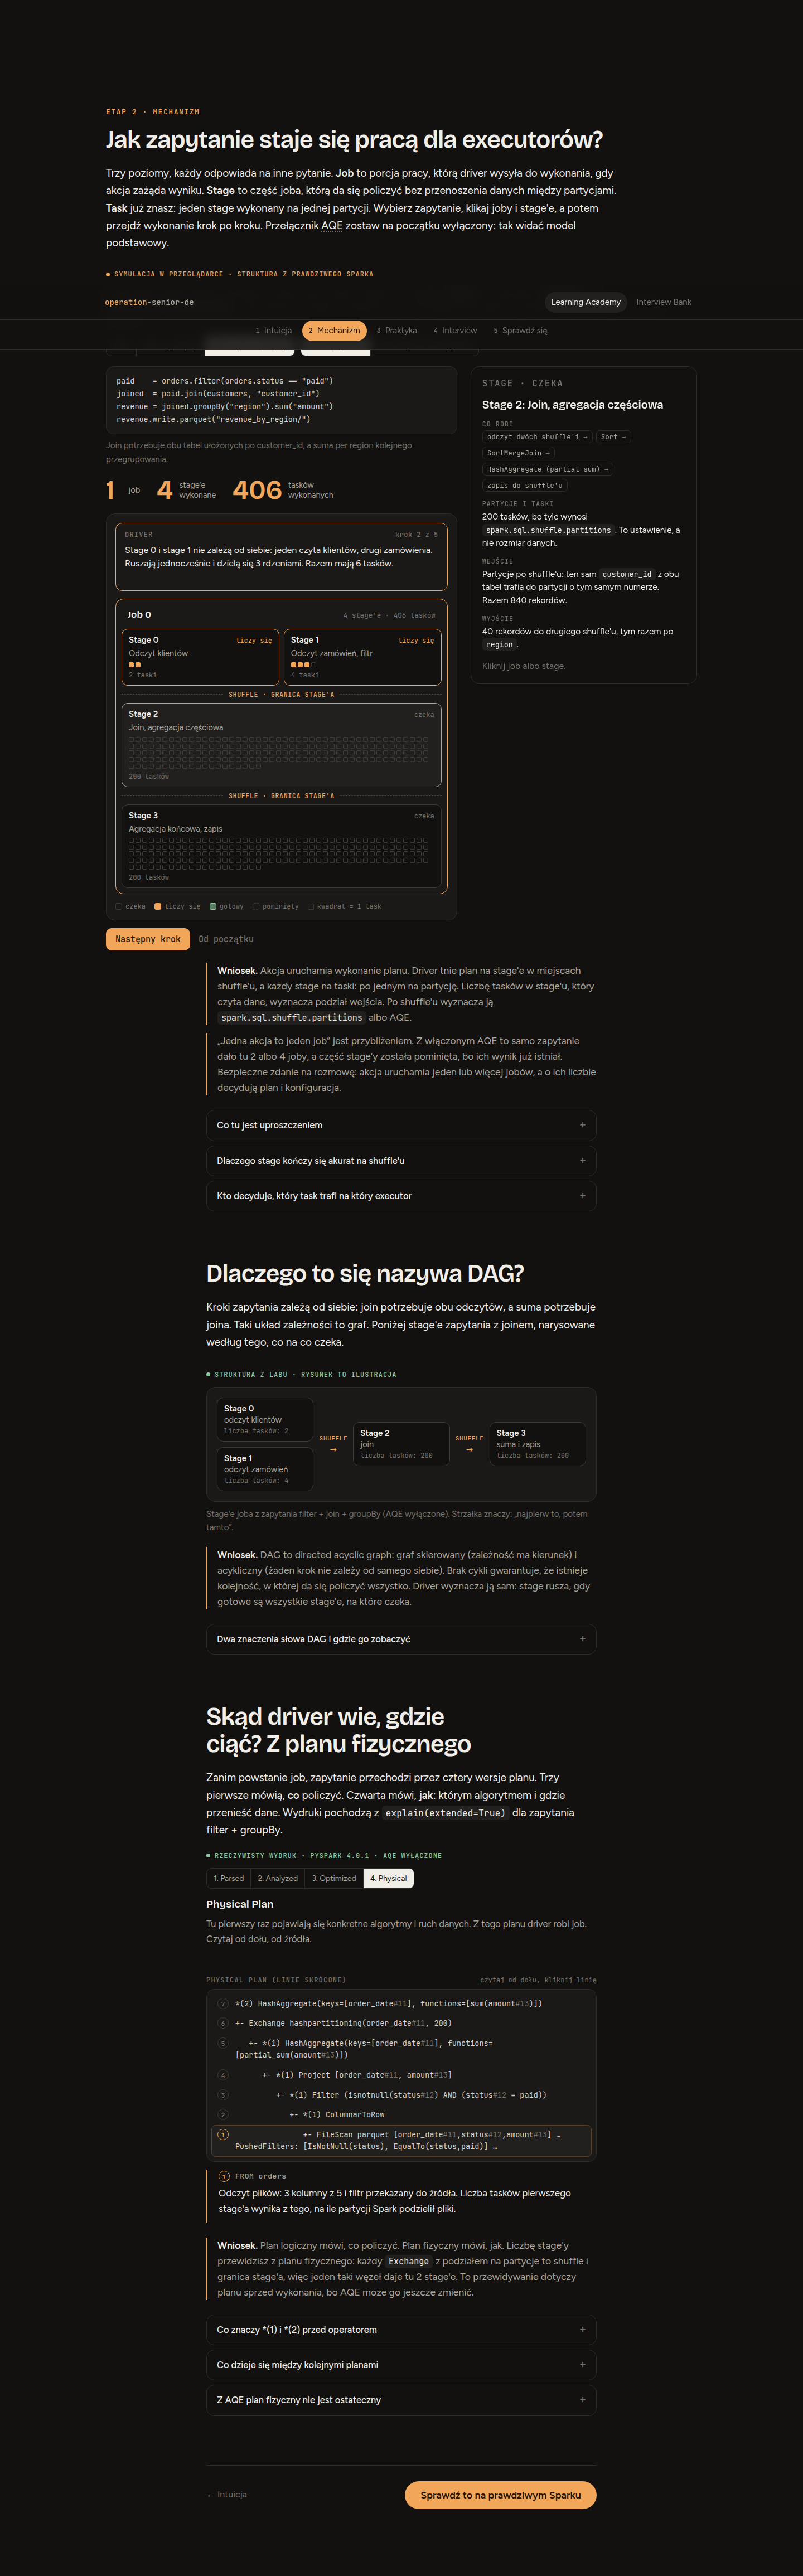 ETAP 2 · MECHANIZM
Jak zapytanie staje się pracą dla executorów?
Trzy poziomy, każdy odpowiada na inne pytanie. Job to porcja pracy, którą driver wysyła do wykonania, gdy
akcja zażąda wyniku. Stage to część joba, którą da się policzyć bez przenoszenia danych między partycjami.
Task już znasz: jeden stage wykonany na jednej partycji. Wybierz zapytanie, klikaj joby i stage'e, a potem
przejdź wykonanie krok po kroku. Przełącznik AQE zostaw na początku wyłączony: tak widać model
podstawowy.
SYMULACJA W PRZEGLĄDARCE · STRUKTURA Z PRAWDZIWEGO SPARKA
operation-senior-de
Learning Academy
Interview Bank
1 Intuicja
2 Mechanizm
3 Praktyka
4 Interview
5 Sprawdź się
paid    = orders.filter(orders.status == "paid")
joined  = paid.join(customers, "customer_id")
revenue = joined.groupBy("region").sum("amount")
revenue.write.parquet("revenue_by_region/")
Join potrzebuje obu tabel ułożonych po customer_id, a suma per region kolejnego
przegrupowania.
1 job
4 stage'e wykonane
406 tasków wykonanych
DRIVER
krok 2 z 5
Stage 0 i stage 1 nie zależą od siebie: jeden czyta klientów, drugi zamówienia.
Ruszają jednocześnie i dzielą się 3 rdzeniami. Razem mają 6 tasków.
Job 0
4 stage'e · 406 tasków
Stage 0
liczy się
Odczyt klientów
2 taski
Stage 1
liczy się
Odczyt zamówień, filtr
4 taski
SHUFFLE · GRANICA STAGE'A
Stage 2
czeka
Join, agregacja częściowa
200 tasków
SHUFFLE · GRANICA STAGE'A
Stage 3
czeka
Agregacja końcowa, zapis
200 tasków
czeka
liczy się
gotowy
pominięty
kwadrat = 1 task
Następny krok
Od początku
STAGE · CZEKA
Stage 2: Join, agregacja częściowa
CO ROBI
odczyt dwóch shuffle'i →
Sort →
SortMergeJoin →
HashAggregate (partial_sum) →
zapis do shuffle'u
PARTYCJE I TASKI
200 tasków, bo tyle wynosi
spark.sql.shuffle.partitions. To ustawienie, a
nie rozmiar danych.
WEJŚCIE
Partycje po shuffle'u: ten sam customer_id z obu
tabel trafia do partycji o tym samym numerze.
Razem 840 rekordów.
WYJŚCIE
40 rekordów do drugiego shuffle'u, tym razem po
region.
Kliknij job albo stage.
Wniosek. Akcja uruchamia wykonanie planu. Driver tnie plan na stage'e w miejscach
shuffle'u, a każdy stage na taski: po jednym na partycję. Liczbę tasków w stage'u, który
czyta dane, wyznacza podział wejścia. Po shuffle'u wyznacza ją
spark.sql.shuffle.partitions albo AQE.
„Jedna akcja to jeden job” jest przybliżeniem. Z włączonym AQE to samo zapytanie
dało tu 2 albo 4 joby, a część stage'y została pominięta, bo ich wynik już istniał.
Bezpieczne zdanie na rozmowę: akcja uruchamia jeden lub więcej jobów, a o ich liczbie
decydują plan i konfiguracja.
Co tu jest uproszczeniem +
Dlaczego stage kończy się akurat na shuffle'u +
Kto decyduje, który task trafi na który executor +
Dlaczego to się nazywa DAG?
Kroki zapytania zależą od siebie: join potrzebuje obu odczytów, a suma potrzebuje
joina. Taki układ zależności to graf. Poniżej stage'e zapytania z joinem, narysowane
według tego, co na co czeka.
STRUKTURA Z LABU · RYSUNEK TO ILUSTRACJA
Stage 0
odczyt klientów
liczba tasków: 2
Stage 1
odczyt zamówień
liczba tasków: 4
SHUFFLE
→
Stage 2
join
liczba tasków: 200
SHUFFLE
→
Stage 3
suma i zapis
liczba tasków: 200
Stage'e joba z zapytania filter + join + groupBy (AQE wyłączone). Strzałka znaczy: „najpierw to, potem
tamto”.
Wniosek. DAG to directed acyclic graph: graf skierowany (zależność ma kierunek) i
acykliczny (żaden krok nie zależy od samego siebie). Brak cykli gwarantuje, że istnieje
kolejność, w której da się policzyć wszystko. Driver wyznacza ją sam: stage rusza, gdy
gotowe są wszystkie stage'e, na które czeka.
Dwa znaczenia słowa DAG i gdzie go zobaczyć +
Skąd driver wie, gdzie
ciąć? Z planu fizycznego
Zanim powstanie job, zapytanie przechodzi przez cztery wersje planu. Trzy
pierwsze mówią, co policzyć. Czwarta mówi, jak: którym algorytmem i gdzie
przenieść dane. Wydruki pochodzą z explain(extended=True) dla zapytania
filter + groupBy.
RZECZYWISTY WYDRUK · PYSPARK 4.0.1 · AQE WYŁĄCZONE
1. Parsed
2. Analyzed
3. Optimized
4. Physical
Physical Plan
Tu pierwszy raz pojawiają się konkretne algorytmy i ruch danych. Z tego planu driver robi job.
Czytaj od dołu, od źródła.
PHYSICAL PLAN (LINIE SKRÓCONE)
czytaj od dołu, kliknij linię
7 *(2) HashAggregate(keys=[order_date#11], functions=[sum(amount#13)])
6 +- Exchange hashpartitioning(order_date#11, 200)
5 +- *(1) HashAggregate(keys=[order_date#11], functions=
[partial_sum(amount#13)])
4 +- *(1) Project [order_date#11, amount#13]
3 +- *(1) Filter (isnotnull(status#12) AND (status#12 = paid))
2 +- *(1) ColumnarToRow
1 +- FileScan parquet [order_date#11,status#12,amount#13] …
PushedFilters: [IsNotNull(status), EqualTo(status,paid)] …
1 FROM orders
Odczyt plików: 3 kolumny z 5 i filtr przekazany do źródła. Liczba tasków pierwszego
stage'a wynika z tego, na ile partycji Spark podzielił pliki.
Wniosek. Plan logiczny mówi, co policzyć. Plan fizyczny mówi, jak. Liczbę stage'y
przewidzisz z planu fizycznego: każdy Exchange z podziałem na partycje to shuffle i
granica stage'a, więc jeden taki węzeł daje tu 2 stage'e. To przewidywanie dotyczy
planu sprzed wykonania, bo AQE może go jeszcze zmienić.
Co znaczy *(1) i *(2) przed operatorem +
Co dzieje się między kolejnymi planami +
Z AQE plan fizyczny nie jest ostateczny +
← Intuicja
Sprawdź to na prawdziwym Sparku